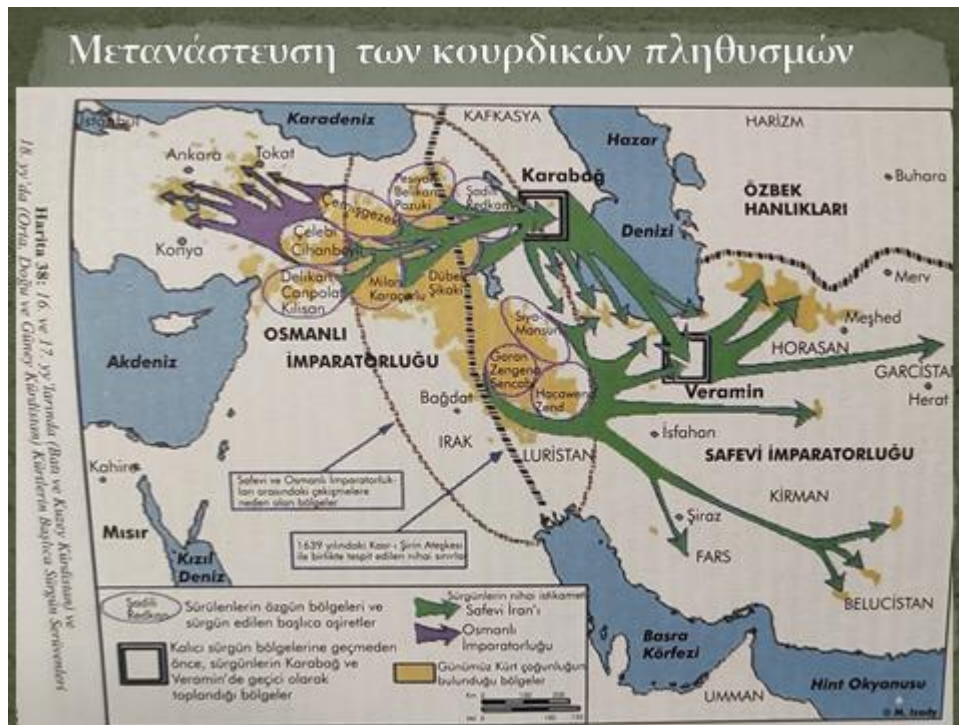 Μετανάστευση των κουρδικών πληθυσμών
İstanbul
Karadeniz
KAFKASYA
HARİZM
Ankara
Tokat
Hazar
Denizi
Karabağ
ÖZBEK
HANLIKLARI
Buhara
Pazuki
Sadili
Redkan
Çemişgezek
Çelebi
Konya
Delikan
Canpolat
Kilisan
Milan
Şikaki
Merv
Meşhed
OSMANLI
İMPARATORLUĞU
Siya
Mansur
HORASAN
GARCİSTAN
Herat
Akdeniz
Goran
Zengene
Sencabi
Hacawend
Zend
Veramin
Bağdat
IRAK
LURİSTAN
İsfahan
SAFEVİ İMPARATORLUĞU
Kahire
KİRMAN
Safevi ve Osmanlı İmparatorluk-
ları arasındaki çekişmelere
neden olan bölgeler
Mısır
Kızıl
Deniz
1639 yılındaki Kasr-ı Şirin Ateşkesi
ile birlikte tespit edilen nihai sınırlar
Şiraz
FARS
BELUCİSTAN
Basra
Körfezi
UMMAN
Hint Okyanusu
© M. Izady
Sadili
Redkan
Sürülenlerin özgün bölgeleri ve
sürgün edilen başlıca aşiretler
Kalıcı sürgün bölgelerine geçmeden
önce, sürgünlerin Karabağ ve
Veramin'de geçici olarak
toplandığı bölgeler
Sürgünlerin nihai istikameti
Safevi İran'ı
Osmanlı
İmparatorluğu
Günümüz Kürt çoğunluğun
bulunduğu bölgeler
Harita 38: 16. ve 17. yy'larında (Batı ve Kuzey Kürdistan) ve
18. yy'da (Orta, Doğu ve Güney Kürdistan) Kürtlerin Başlıca Sürgün Serüvenleri